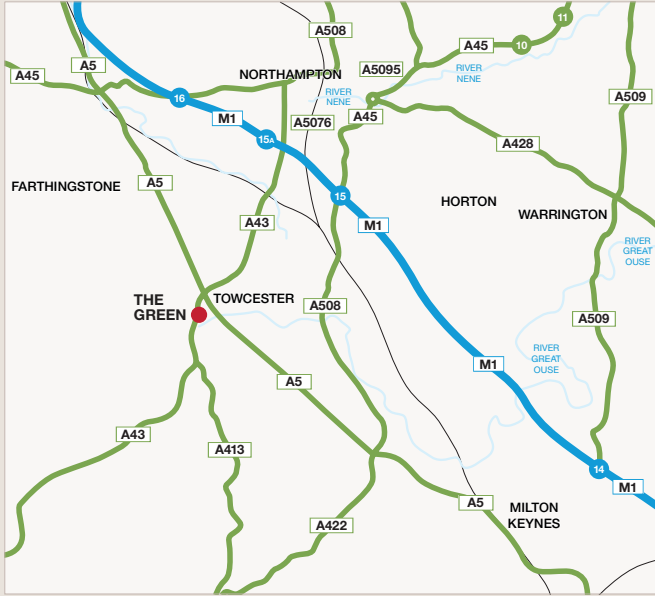 11
A508
A45
10
A5095
A5
NORTHAMPTON
RIVER
NENE
A45
A509
16
RIVER
NENE
M1
A5076
A45
15A
A428
A5
FARTHINGSTONE
15
HORTON
WARRINGTON
A43
M1
RIVER
GREAT
OUSE
THE
GREEN
TOWCESTER
A508
A509
RIVER
GREAT
OUSE
M1
A5
A43
A413
14
M1
A5
MILTON
KEYNES
A422